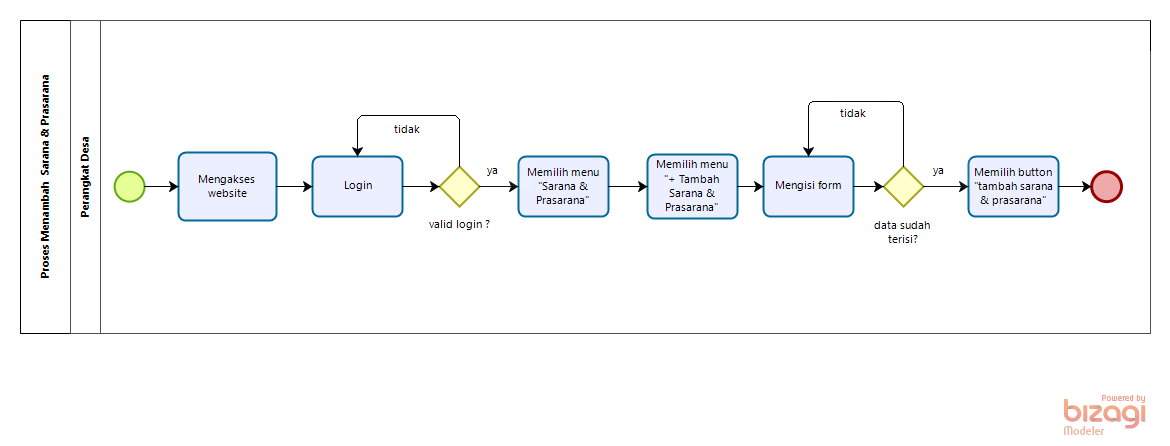 Proses Menambah  Sarana & Prasarana
Perangkat Desa
Mengakses
website
Login
tidak
valid login ?
ya
Memilih menu
"Sarana &
Prasarana"
Memilih menu
"+ Tambah
Sarana &
Prasarana"
Mengisi form
tidak
data sudah
terisi?
ya
Memilih button
"tambah sarana
& prasarana"
Powered by
bizagi
Modeler